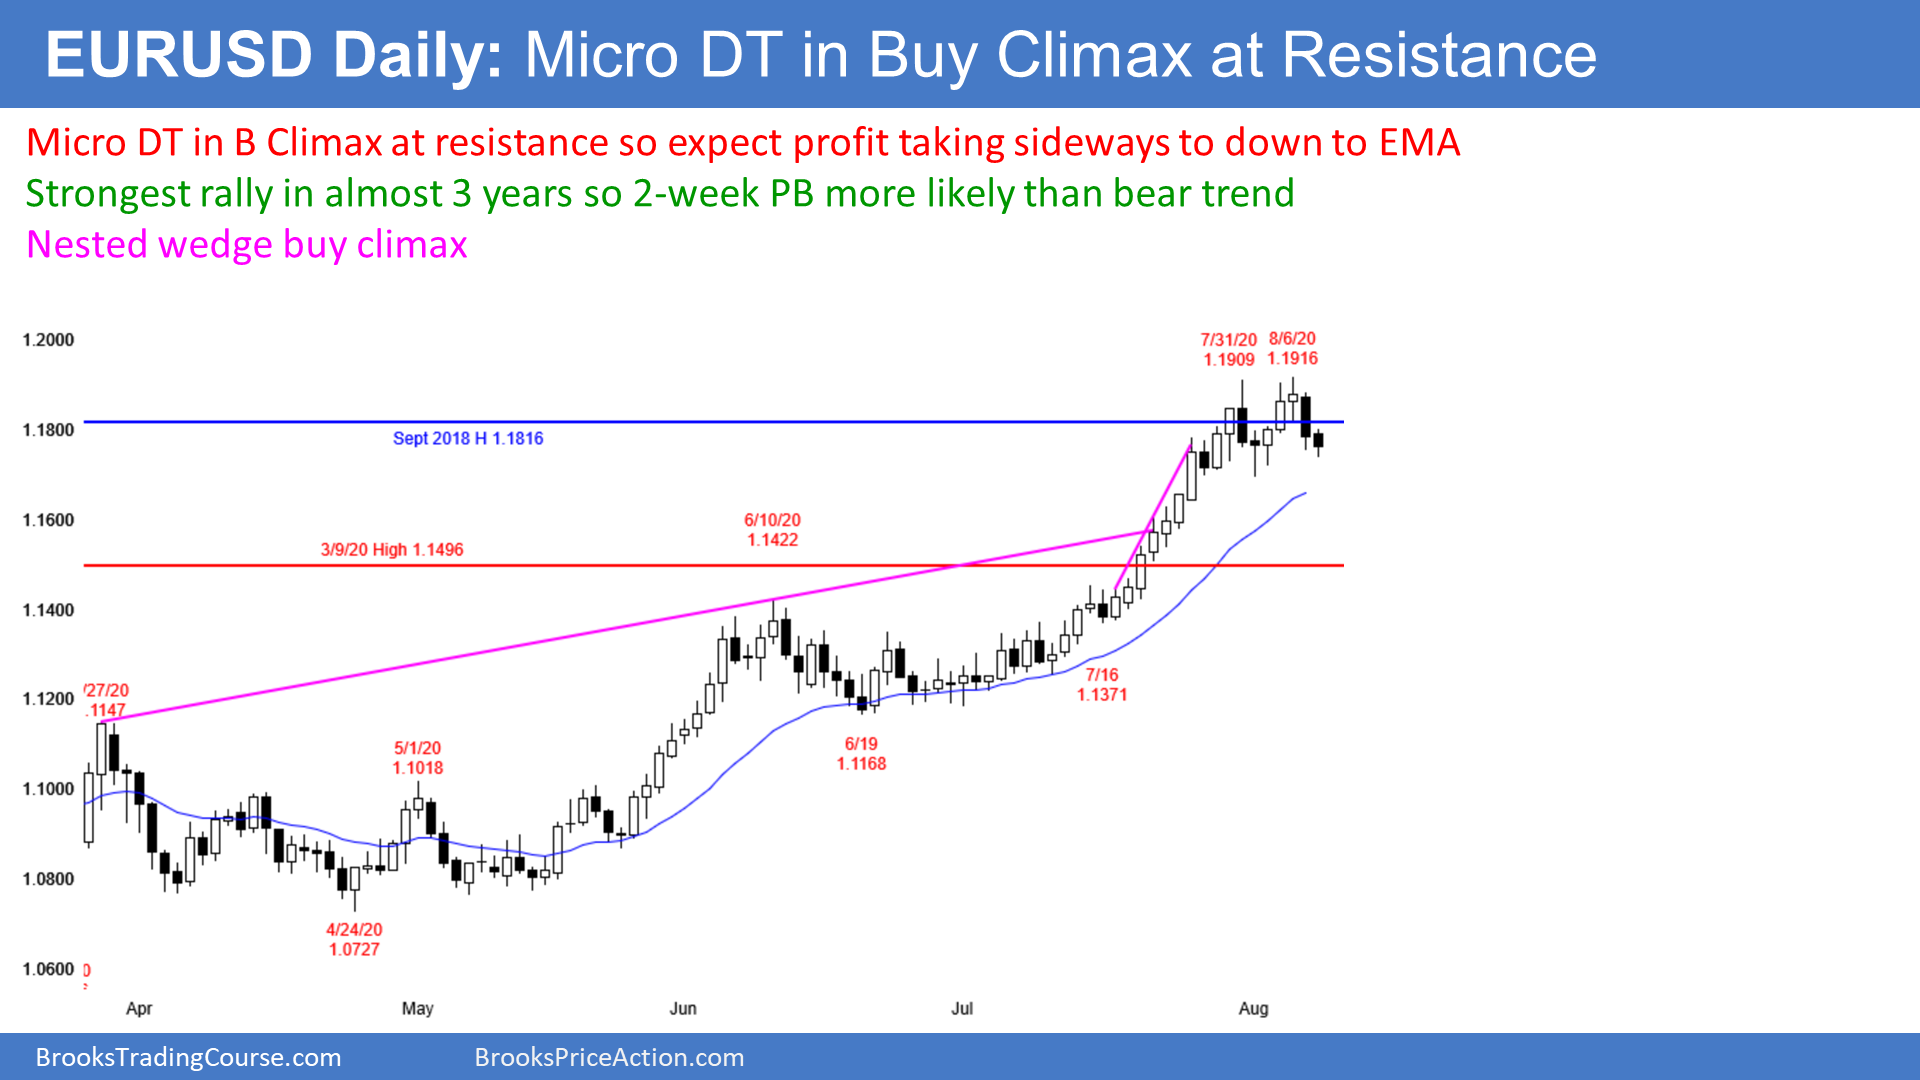 EURUSD Daily: Micro DT in Buy Climax at Resistance
Micro DT in B Climax at resistance so expect profit taking sideways to down to EMA
Strongest rally in almost 3 years so 2-week PB more likely than bear trend
Nested wedge buy climax
1.2000
7/31/20
1.1909
8/6/20
1.1916
1.1800
Sept 2018 H 1.1816
1.1600
6/10/20
1.1422
3/9/20 High 1.1496
1.1400
/27/20
.1147
1.1200
7/16
1.1371
5/1/20
1.1018
6/19
1.1168
1.1000
1.0800
4/24/20
1.0727
1.0600
0
Apr
May
Jun
Jul
Aug
BrooksTradingCourse.com
BrooksPriceAction.com